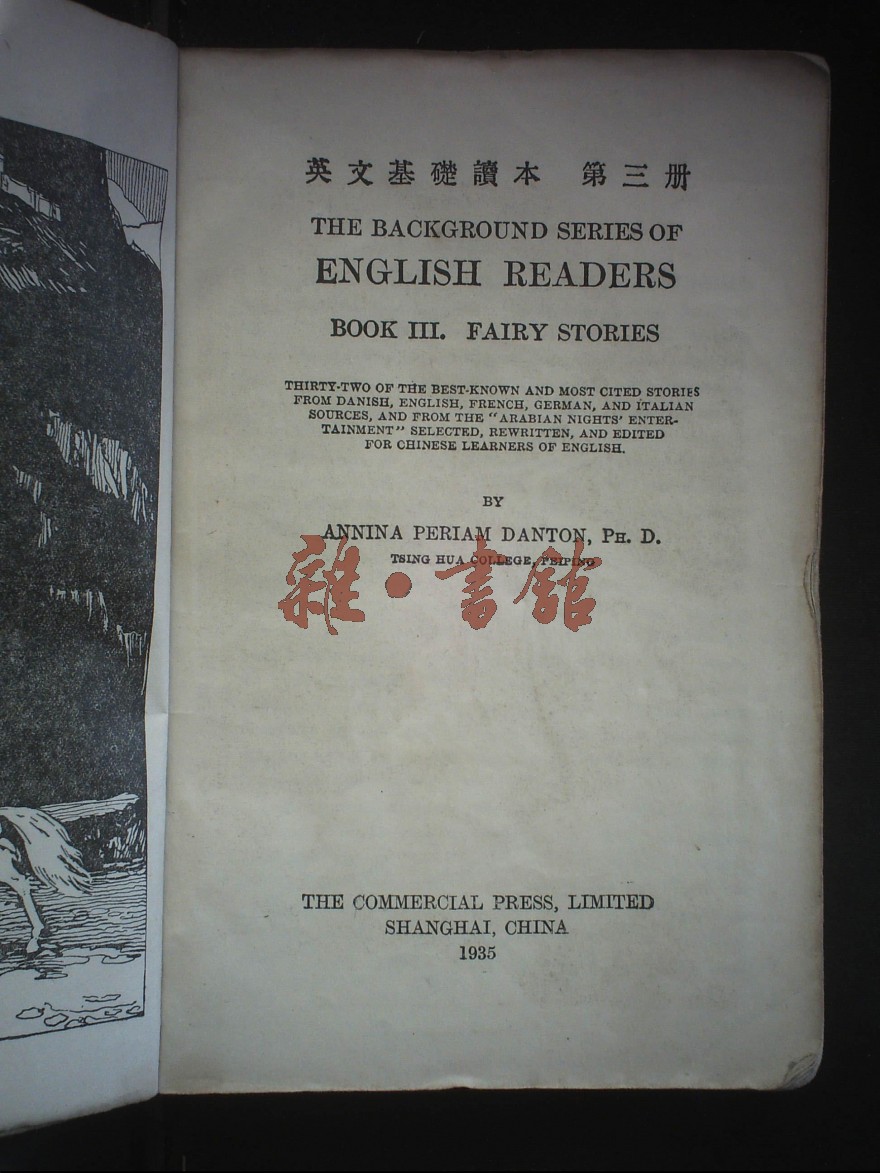 英文基礎讀本 第三册
THE BACKGROUND SERIES OF
ENGLISH READERS
BOOK III. FAIRY STORIES
THIRTY-TWO OF THE BEST-KNOWN AND MOST CITED STORIES
FROM DANISH, ENGLISH, FRENCH, GERMAN, AND ITALIAN
SOURCES, AND FROM THE "ARABIAN NIGHTS' ENTER-
TAINMENT" SELECTED, REWRITTEN, AND EDITED
FOR CHINESE LEARNERS OF ENGLISH.
BY
ANNINA PERIAM DANTON, PH. D.
TSING HUA COLLEGE, PEIPING
雜·書館
THE COMMERCIAL PRESS, LIMITED
SHANGHAI, CHINA
1935